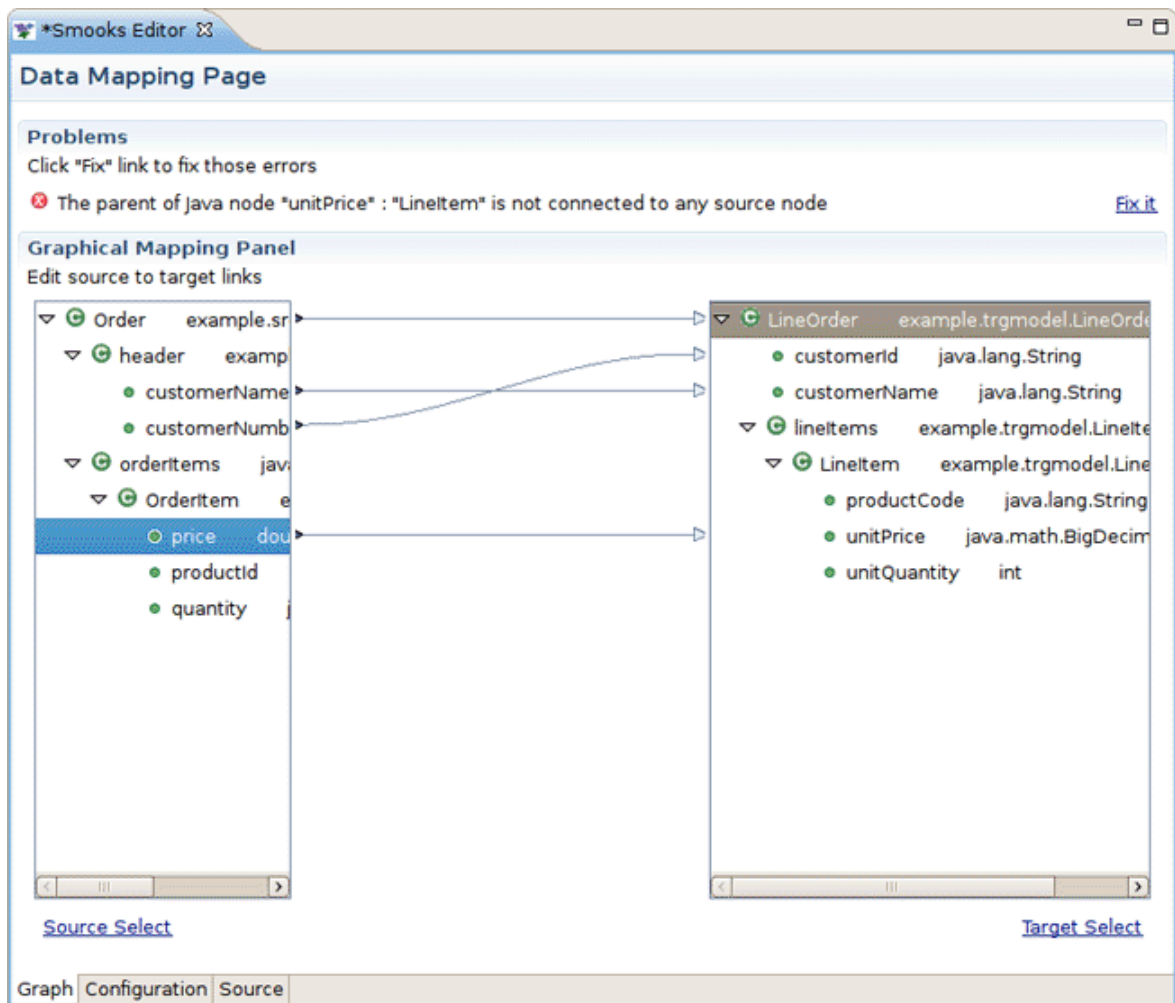 *Smooks Editor
Data Mapping Page
Problems
Click "Fix" link to fix those errors
The parent of Java node "unitPrice" : "LineItem" is not connected to any source node Fix it
Graphical Mapping Panel
Edit source to target links
Order example.sr
header examp
customerName
customerNumb
orderItems java
OrderItem e
price dou
productId
quantity j
LineOrder example.trgmodel.LineOrde
customerId java.lang.String
customerName java.lang.String
lineItems example.trgmodel.LineIte
LineItem example.trgmodel.Line
productCode java.lang.String
unitPrice java.math.BigDecim
unitQuantity int
Source Select Target Select
Graph Configuration Source